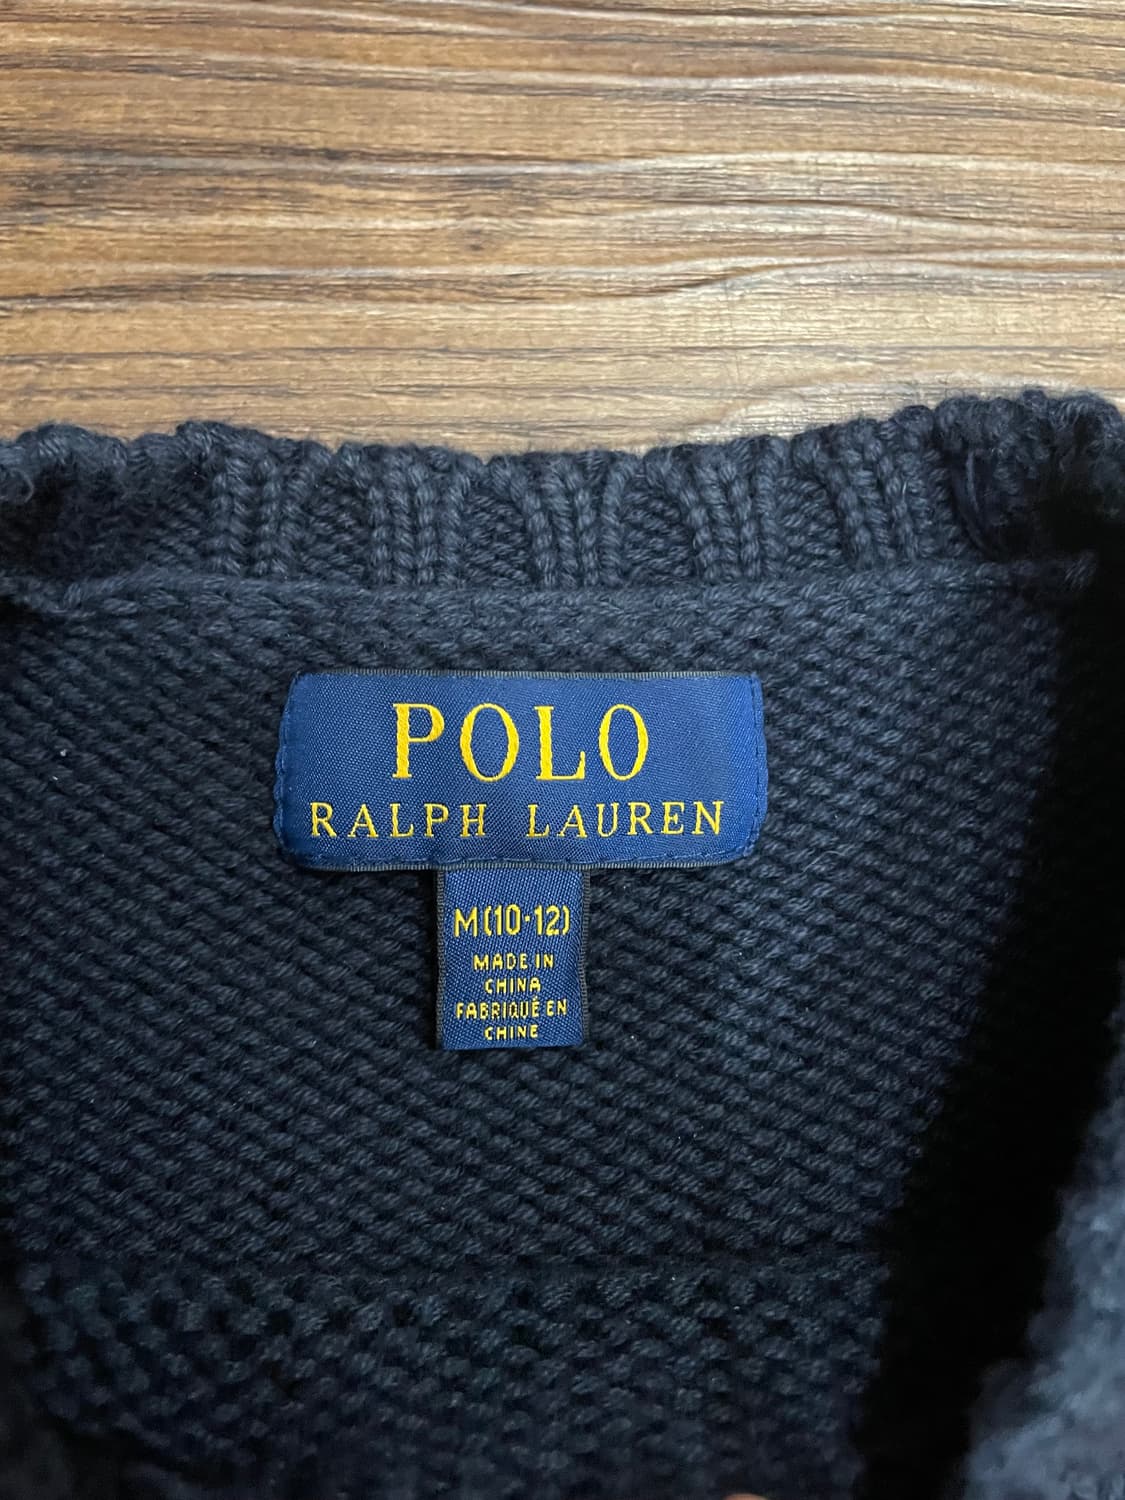 POLO
RALPH LAUREN
M(10-12)
MADE IN
CHINA
FABRIQUÉ EN
CHINE